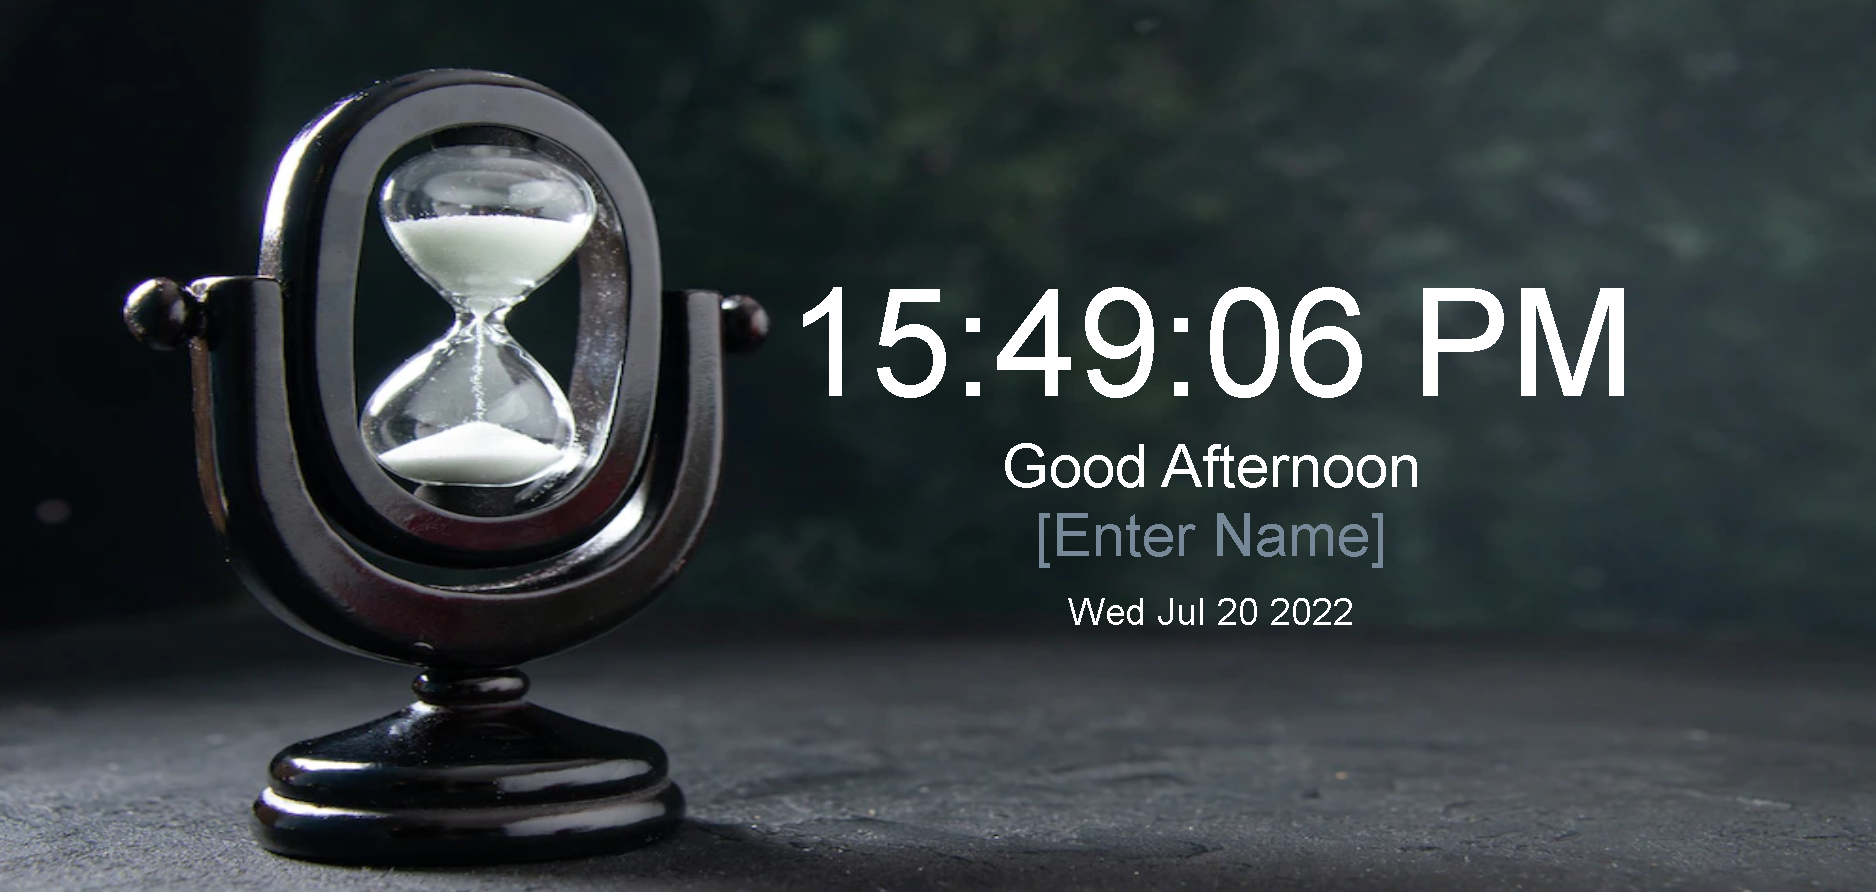 15:49:06 PM
Good Afternoon
[Enter Name]
Wed Jul 20 2022